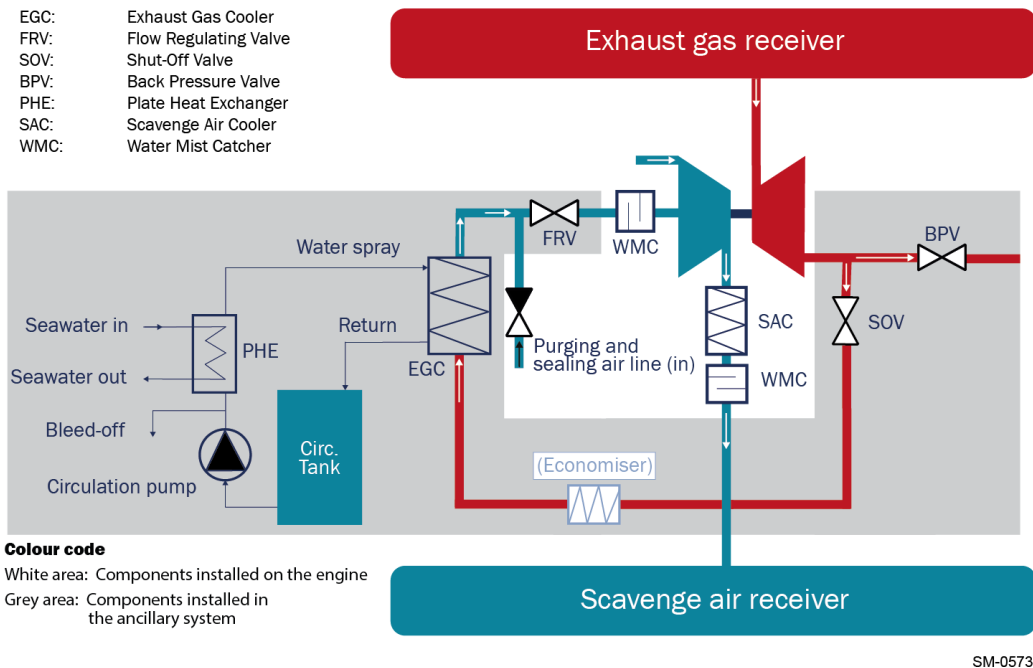 EGC: Exhaust Gas Cooler
FRV: Flow Regulating Valve
SOV: Shut-Off Valve
BPV: Back Pressure Valve
PHE: Plate Heat Exchanger
SAC: Scavenge Air Cooler
WMC: Water Mist Catcher
Exhaust gas receiver
BPV
FRV
WMC
Water spray
Seawater in
Return
PHE
SAC
SOV
Purging and
sealing air line (in)
EGC
Seawater out
WMC
Bleed-off
Circ.
Tank
(Economiser)
Circulation pump
Colour code
White area: Components installed on the engine
Grey area: Components installed in
the ancillary system
Scavenge air receiver
SM-0573